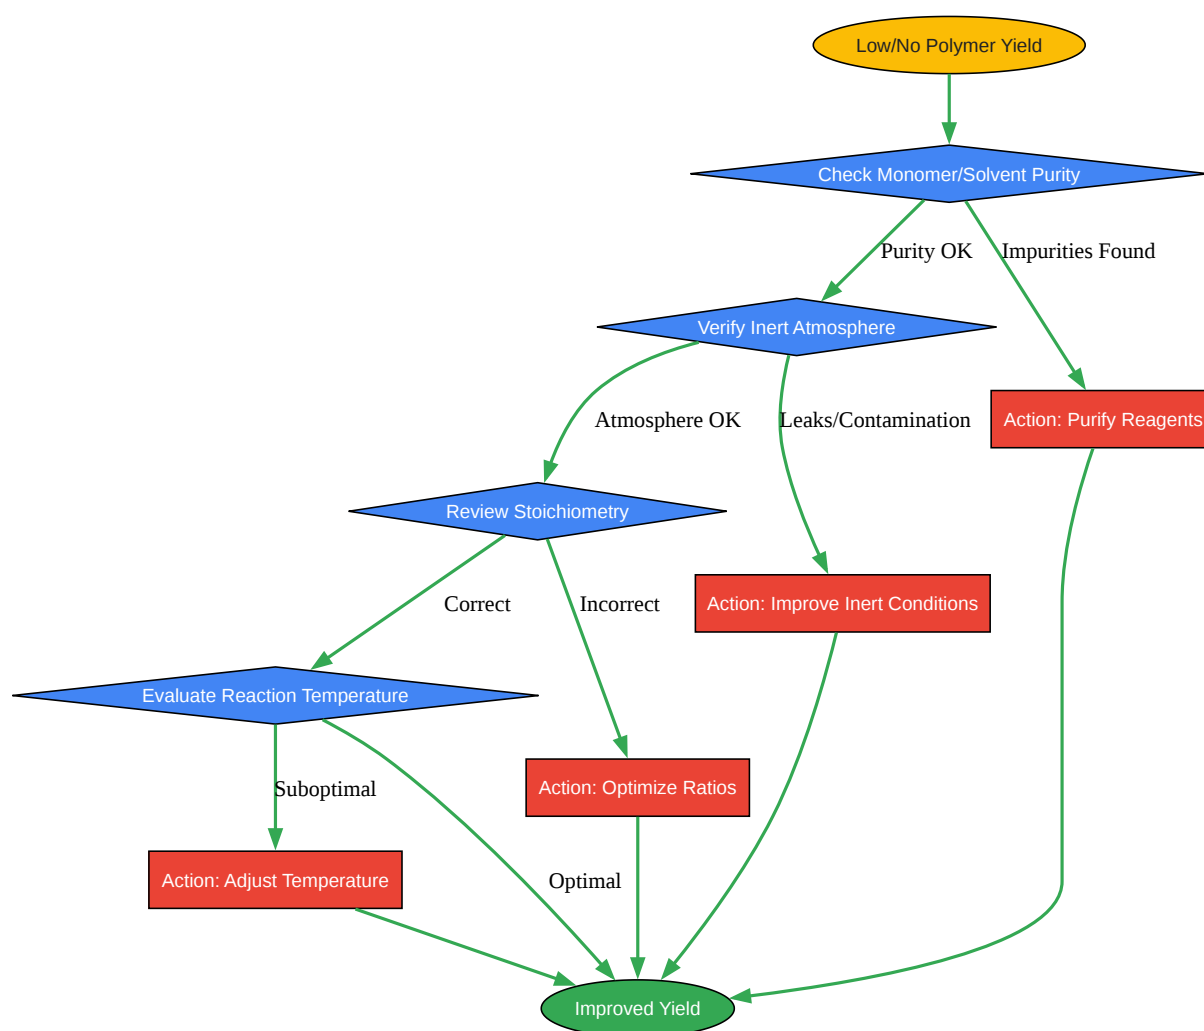 Low/No Polymer Yield
Check Monomer/Solvent Purity
Purity OK
Impurities Found
Verify Inert Atmosphere
Atmosphere OK
Leaks/Contamination
Action: Purify Reagents
Review Stoichiometry
Correct
Incorrect
Action: Improve Inert Conditions
Evaluate Reaction Temperature
Suboptimal
Action: Optimize Ratios
Action: Adjust Temperature
Optimal
Improved Yield